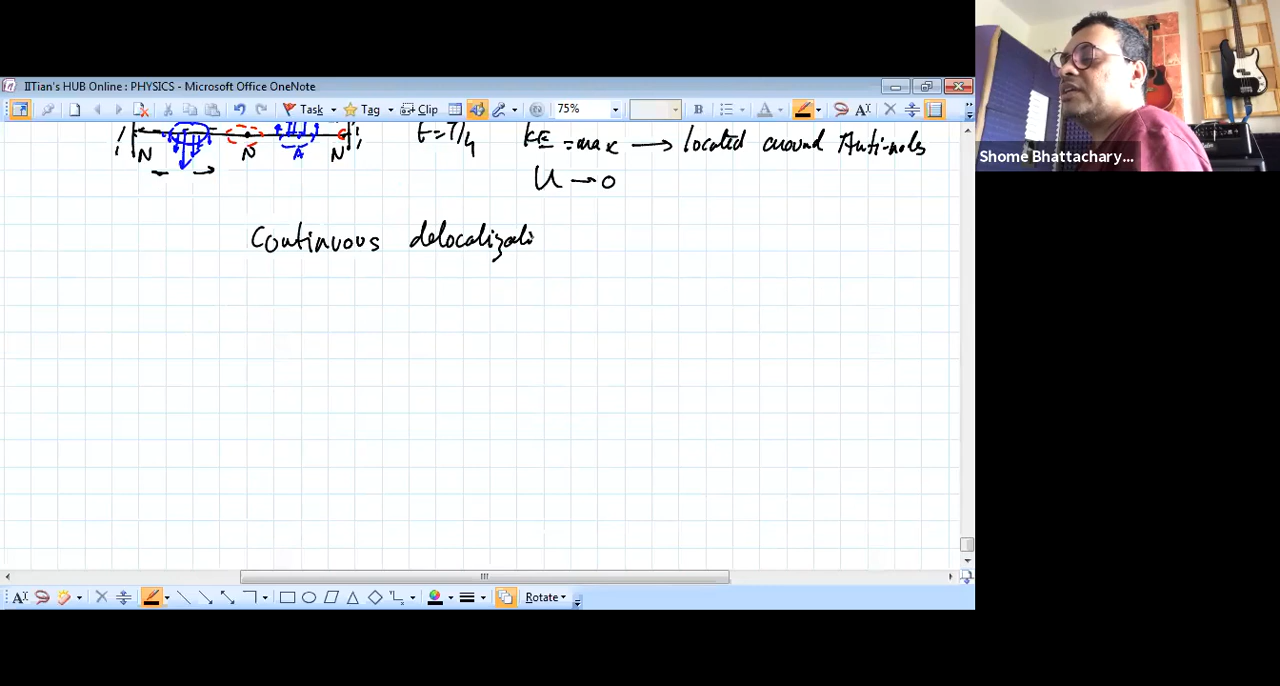 IITian's HUB Online : PHYSICS - Microsoft Office OneNote
Task Tag Clip 75% B
t=T/4 KE = max → located around Anti-nodes
N N A N
U → 0
Continuous delocalizati
Shome Bhattachary...
Rotate